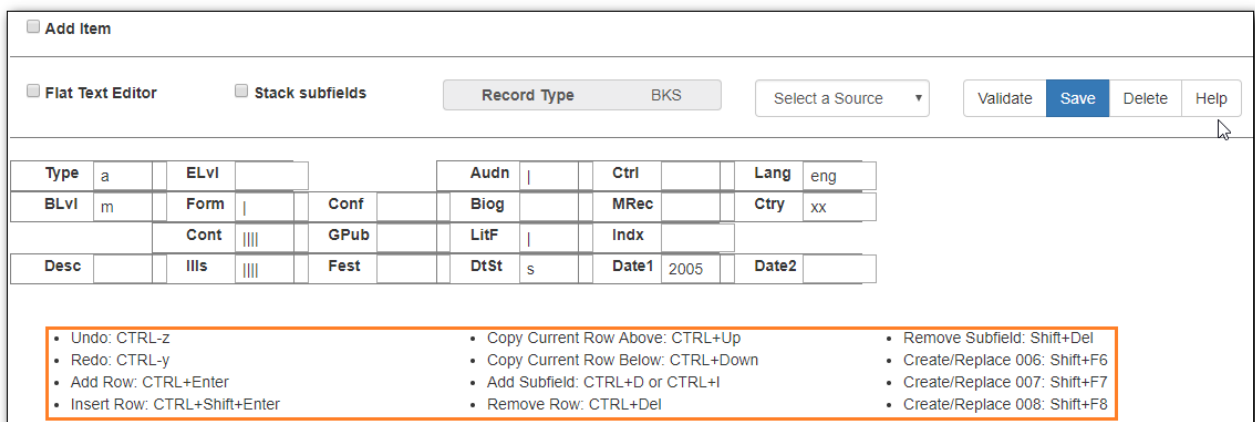 Add Item
Flat Text Editor Stack subfields Record Type BKS Select a Source Validate Save Delete Help
Type a ELvl Audn | Ctrl Lang eng
BLvl m Form | Conf Biog MRec Ctry xx
Cont |||| GPub LitF | Indx
Desc Ills |||| Fest DtSt s Date1 2005 Date2
• Undo: CTRL-z • Copy Current Row Above: CTRL+Up • Remove Subfield: Shift+Del
• Redo: CTRL-y • Copy Current Row Below: CTRL+Down • Create/Replace 006: Shift+F6
• Add Row: CTRL+Enter • Add Subfield: CTRL+D or CTRL+I • Create/Replace 007: Shift+F7
• Insert Row: CTRL+Shift+Enter • Remove Row: CTRL+Del • Create/Replace 008: Shift+F8